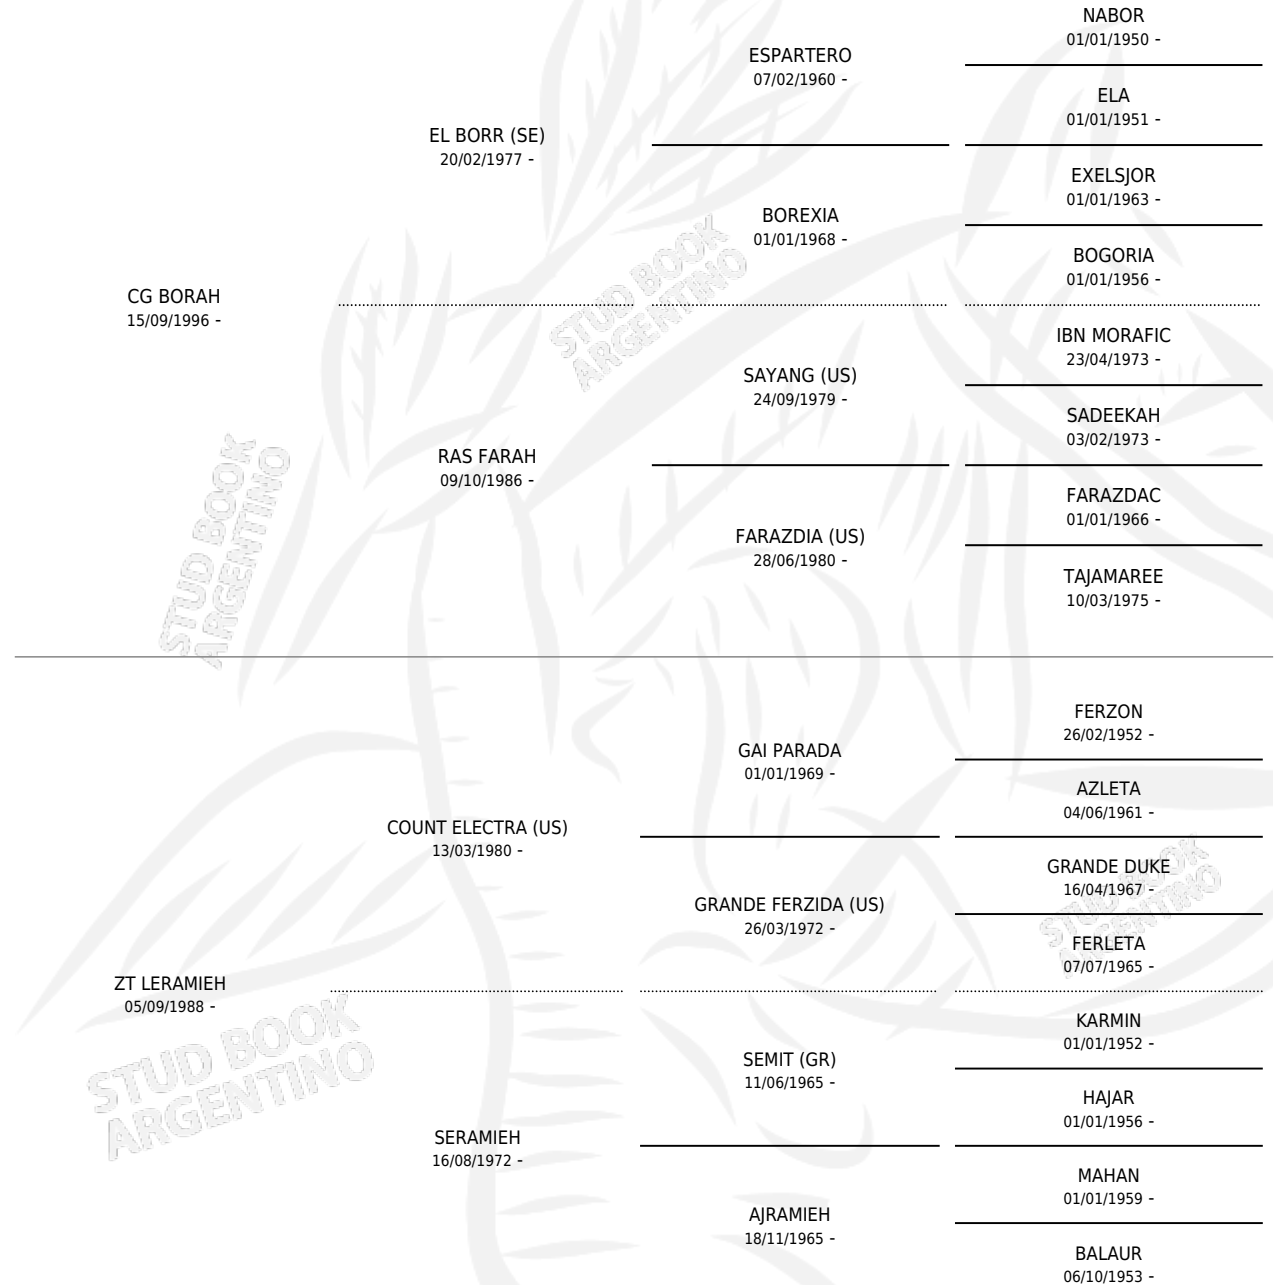 NABOR
01/01/1950 -
ESPARTERO
07/02/1960 -
ELA
01/01/1951 -
EL BORR (SE)
20/02/1977 -
EXELSJOR
01/01/1963 -
BOREXIA
01/01/1968 -
BOGORIA
01/01/1956 -
CG BORAH
15/09/1996 -
IBN MORAFIC
23/04/1973 -
SAYANG (US)
24/09/1979 -
SADEEKAH
03/02/1973 -
RAS FARAH
09/10/1986 -
FARAZDAC
01/01/1966 -
FARAZDIA (US)
28/06/1980 -
TAJAMAREE
10/03/1975 -
STUD BOOK
ARGENTINO
STUD BOOK
ARGENTINO
FERZON
26/02/1952 -
GAI PARADA
01/01/1969 -
AZLETA
04/06/1961 -
COUNT ELECTRA (US)
13/03/1980 -
GRANDE DUKE
16/04/1967 -
GRANDE FERZIDA (US)
26/03/1972 -
FERLETA
07/07/1965 -
ZT LERAMIEH
05/09/1988 -
KARMIN
01/01/1952 -
SEMIT (GR)
11/06/1965 -
HAJAR
01/01/1956 -
SERAMIEH
16/08/1972 -
MAHAN
01/01/1959 -
AJRAMIEH
18/11/1965 -
BALAUR
06/10/1953 -
STUD BOOK
ARGENTINO
STUD BOOK
ARGENTINO